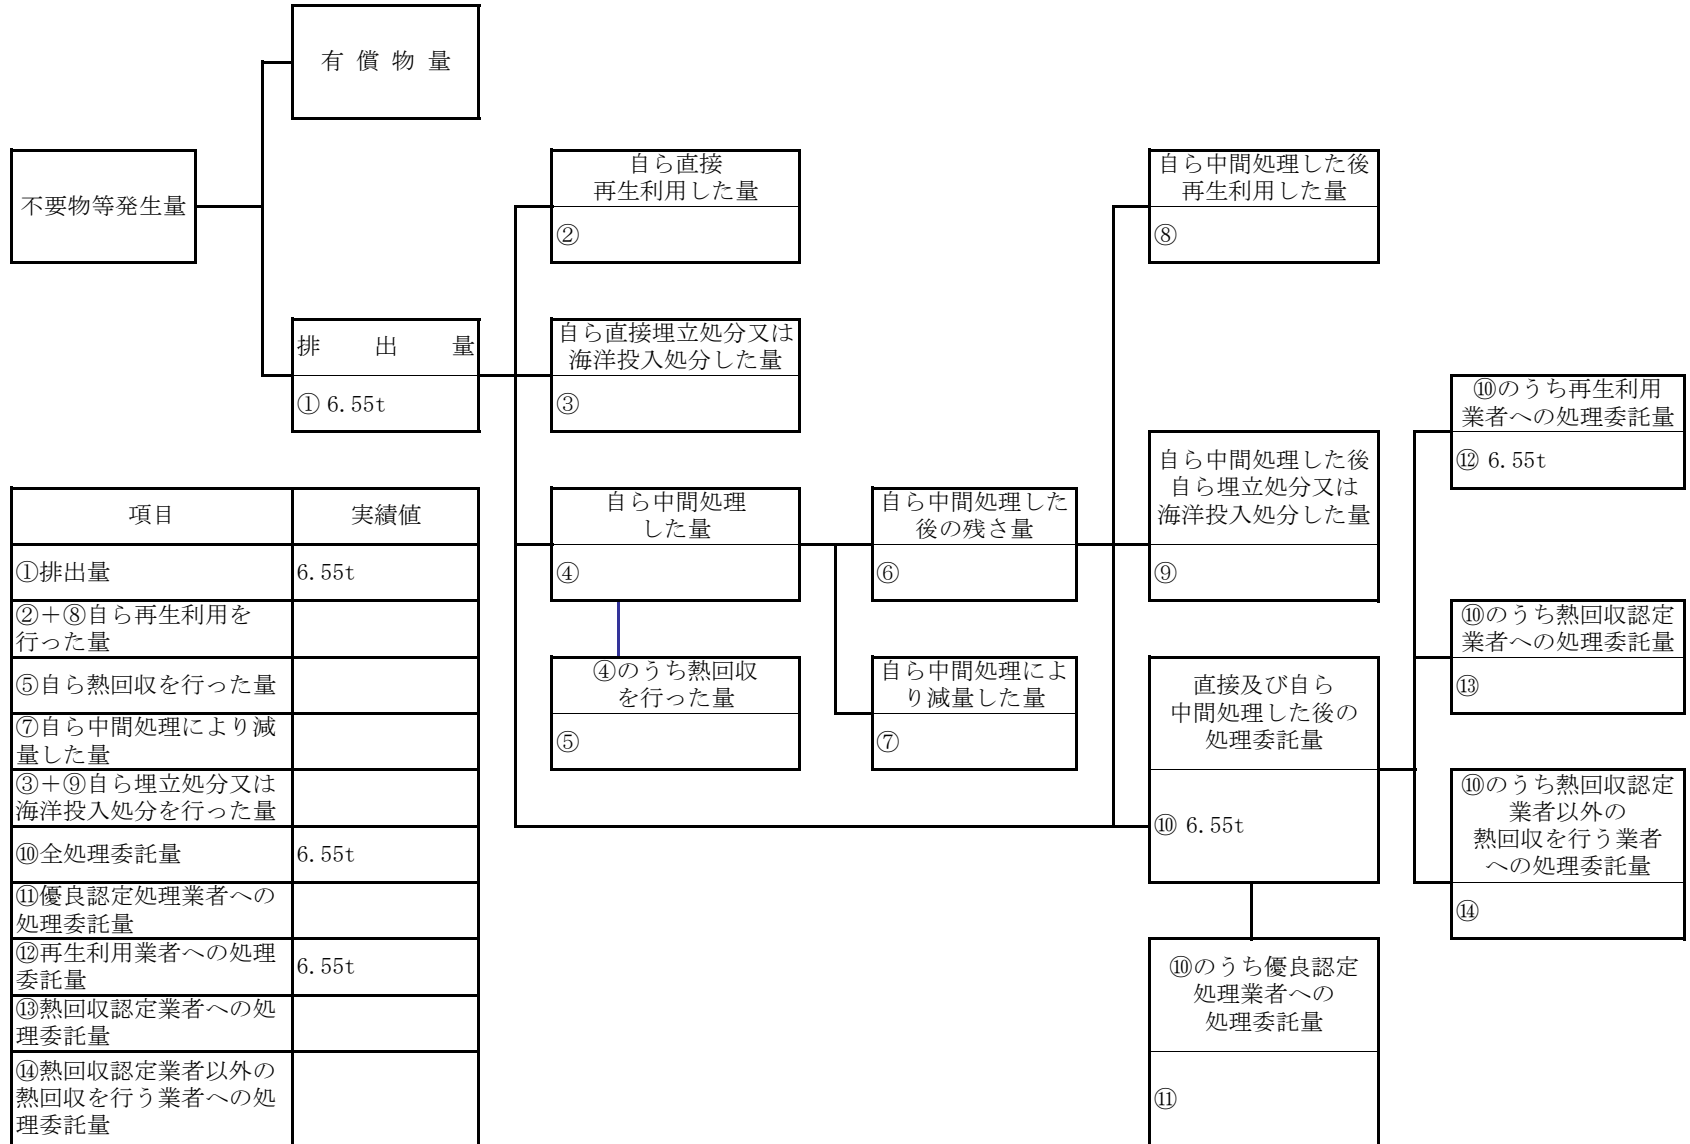 有償物量
不要物等発生量
排出量
① 6.55t
自ら直接
再生利用した量
②
自ら直接埋立処分又は
海洋投入処分した量
③
自ら中間処理
した量
④
④のうち熱回収
を行った量
⑤
自ら中間処理した
後の残さ量
⑥
自ら中間処理によ
り減量した量
⑦
自ら中間処理した後
再生利用した量
⑧
自ら中間処理した後
自ら埋立処分又は
海洋投入処分した量
⑨
直接及び自ら
中間処理した後の
処理委託量
⑩ 6.55t
⑩のうち優良認定
処理業者への
処理委託量
⑪
⑩のうち再生利用
業者への処理委託量
⑫ 6.55t
⑩のうち熱回収認定
業者への処理委託量
⑬
⑩のうち熱回収認定
業者以外の
熱回収を行う業者
への処理委託量
⑭
項目 実績値
①排出量 6.55t
②＋⑧自ら再生利用を
行った量
⑤自ら熱回収を行った量
⑦自ら中間処理により減
量した量
③＋⑨自ら埋立処分又は
海洋投入処分を行った量
⑩全処理委託量 6.55t
⑪優良認定処理業者への
処理委託量
⑫再生利用業者への処理
委託量 6.55t
⑬熱回収認定業者への処
理委託量
⑭熱回収認定業者以外の
熱回収を行う業者への処
理委託量